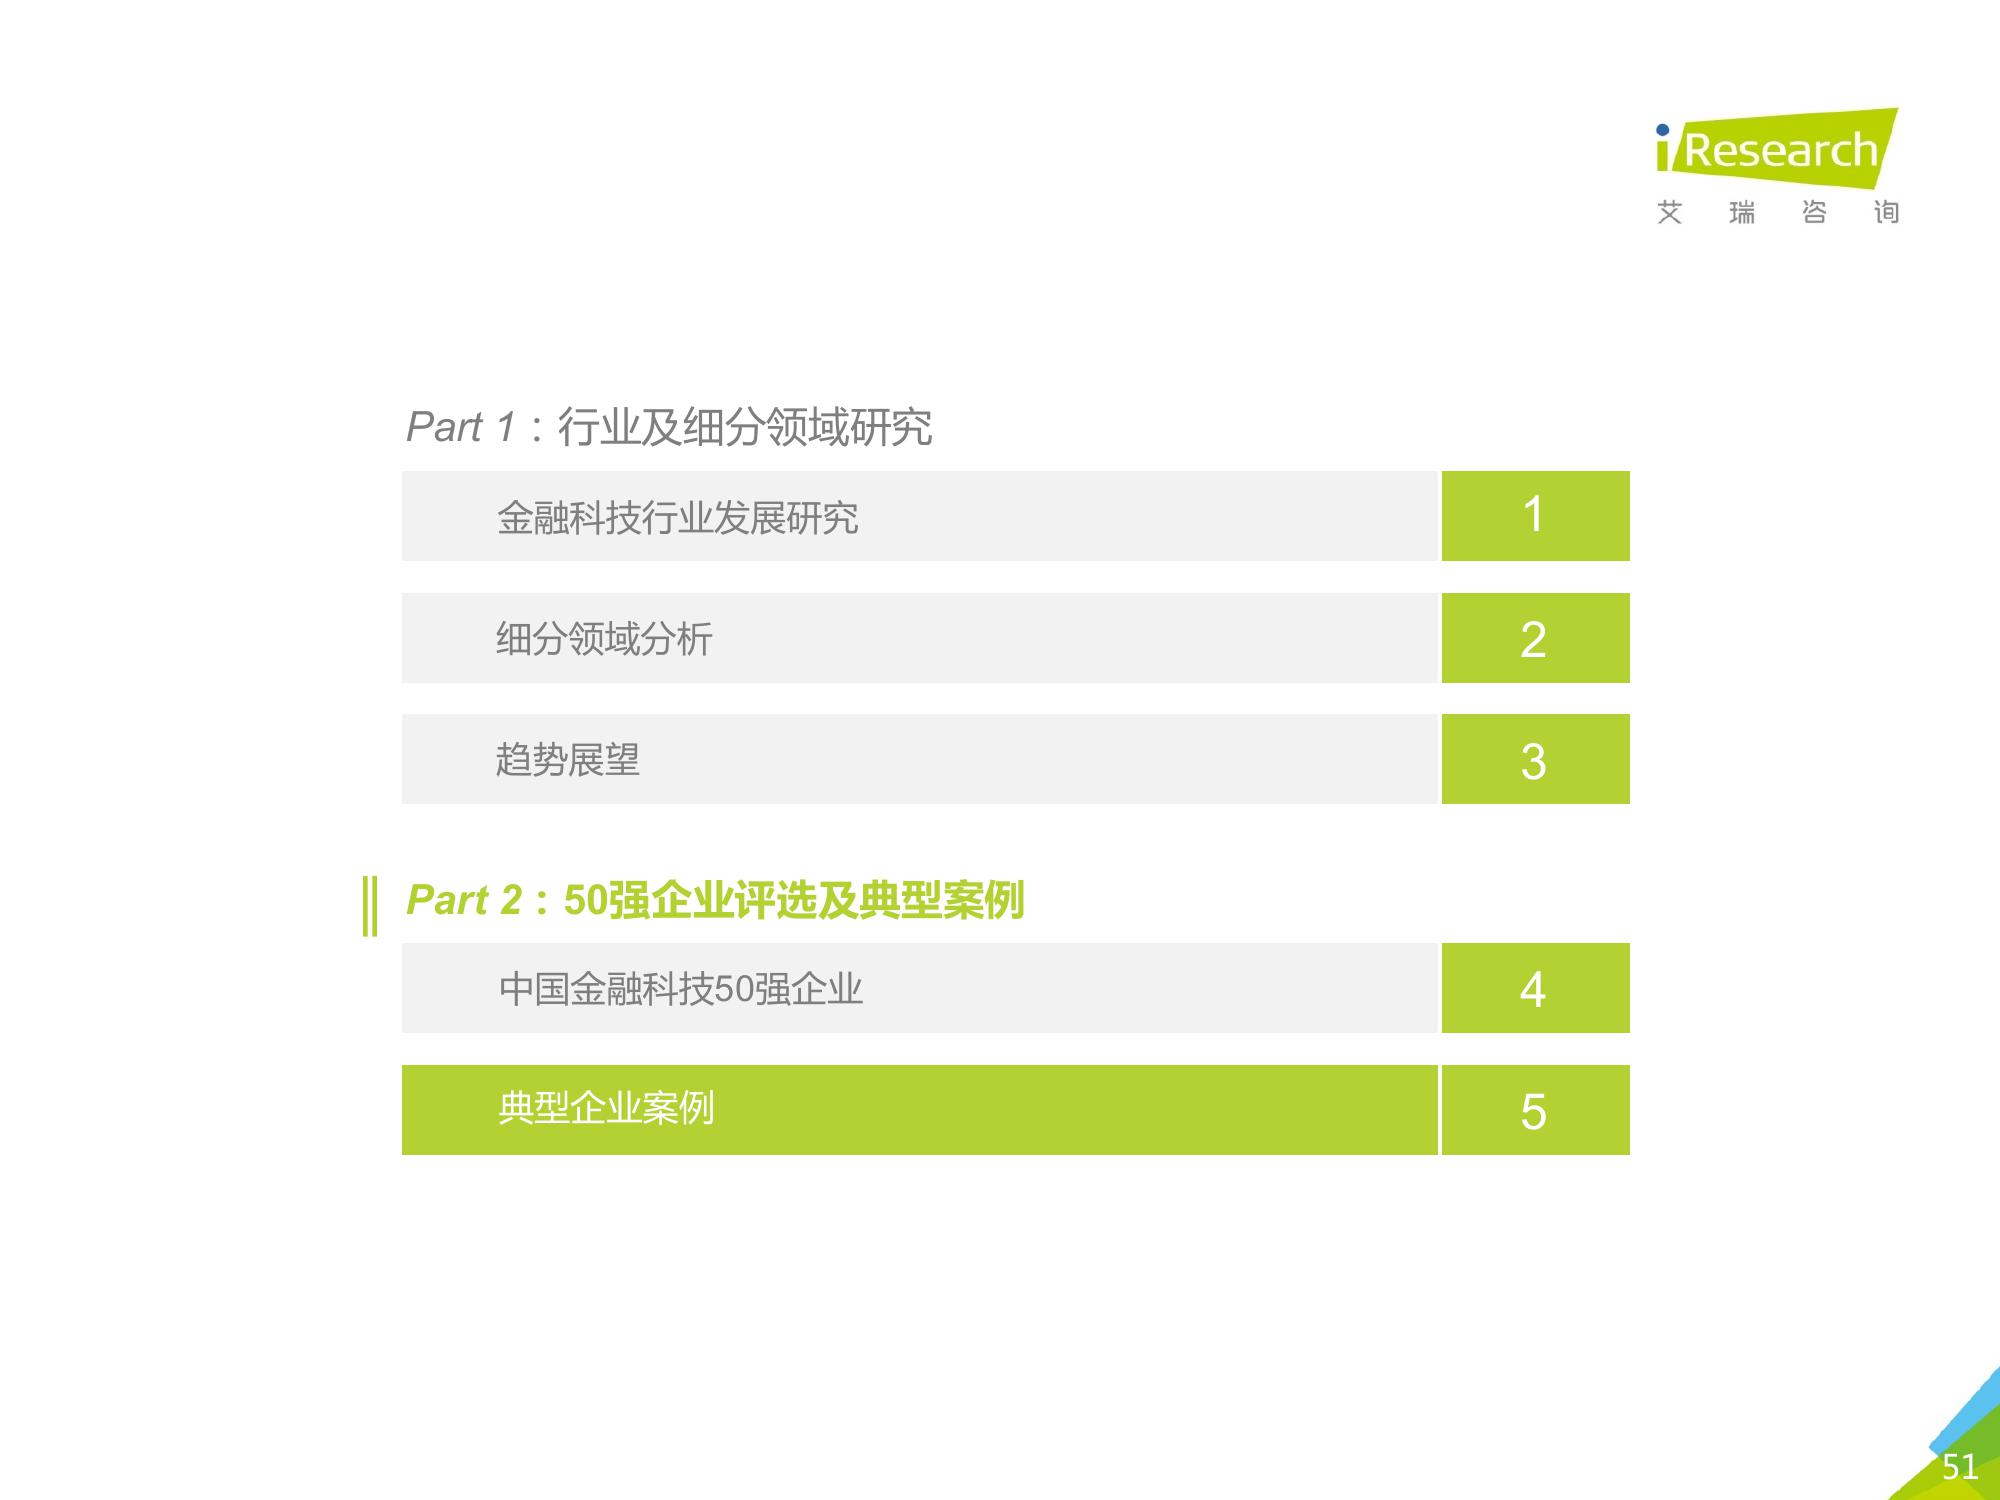 iResearch
艾瑞咨询
Part 1：行业及细分领域研究
金融科技行业发展研究 1
细分领域分析 2
趋势展望 3
Part 2：50强企业评选及典型案例
中国金融科技50强企业 4
典型企业案例 5
51